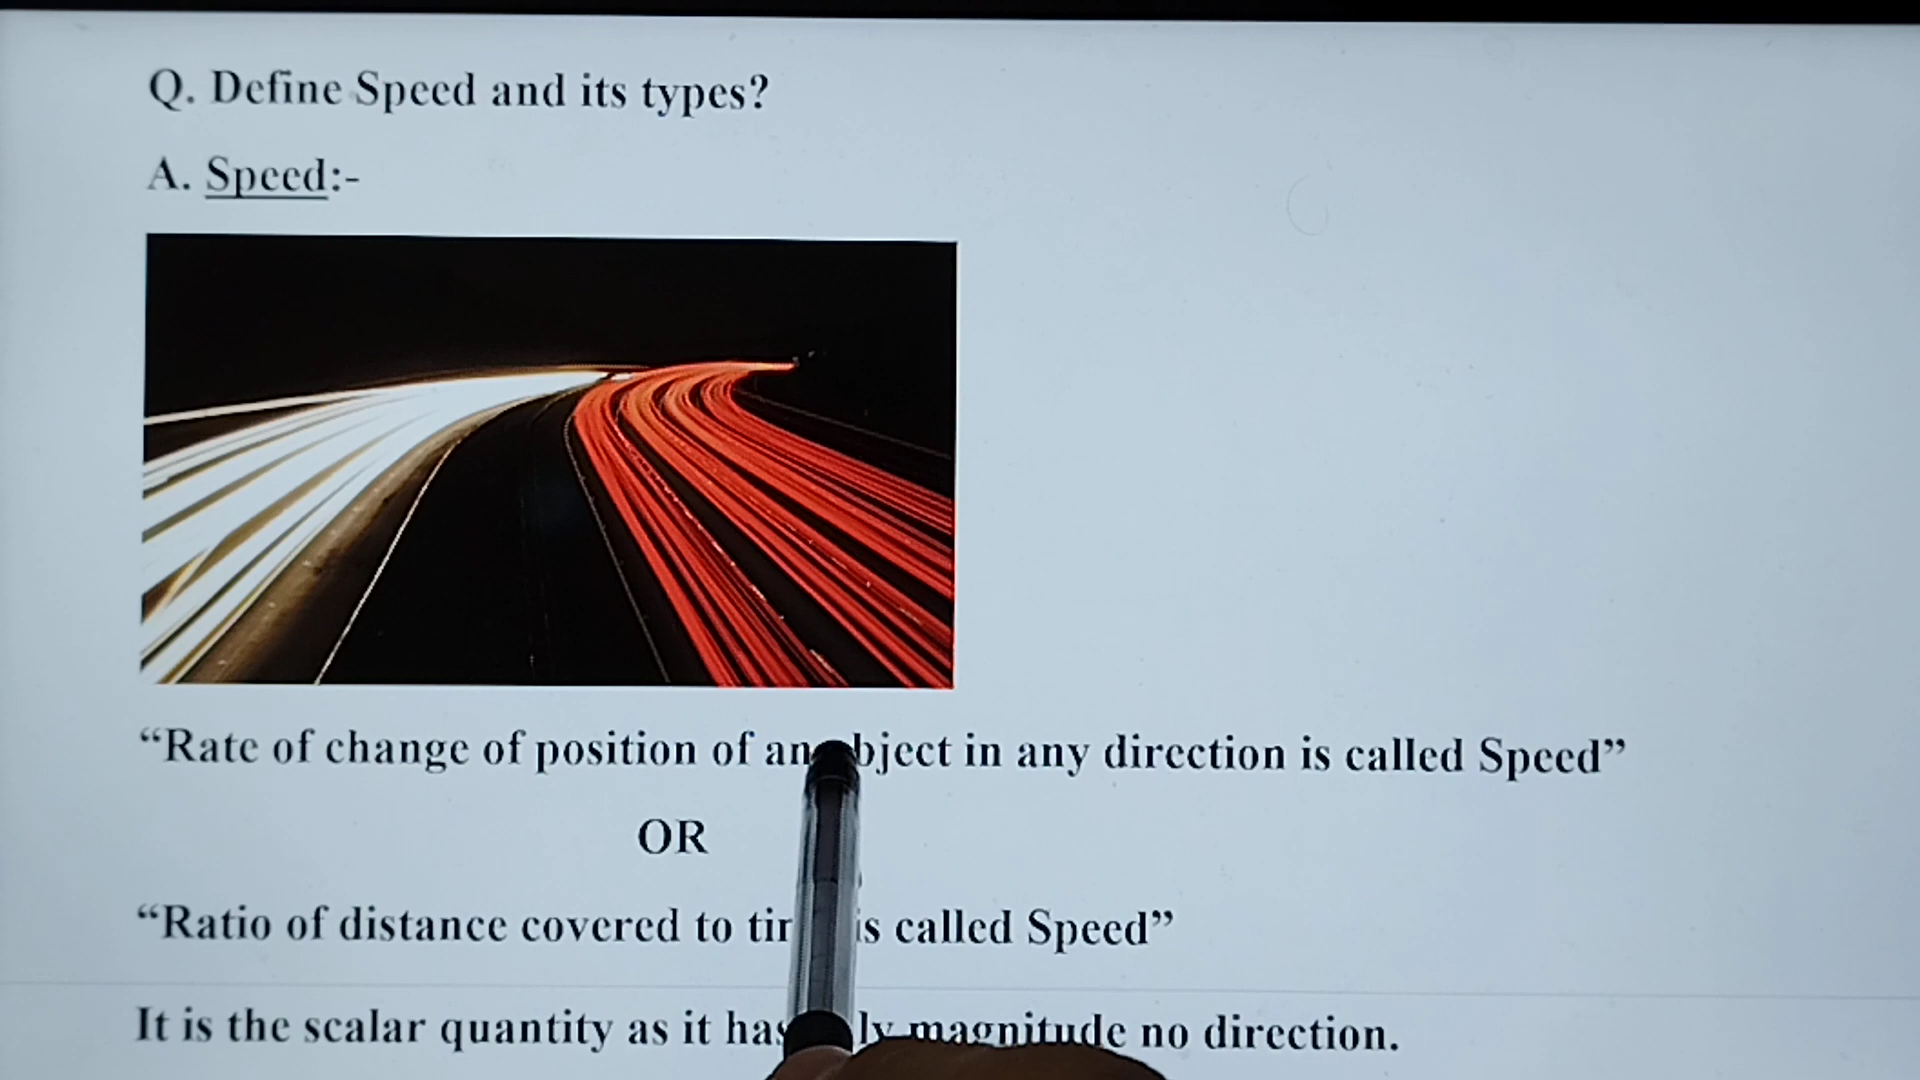 Q. Define Speed and its types?
A. Speed:-
“Rate of change of position of an bject in any direction is called Speed”
OR
“Ratio of distance covered to is called Speed”
It is the scalar quantity as it has magnitude no direction.